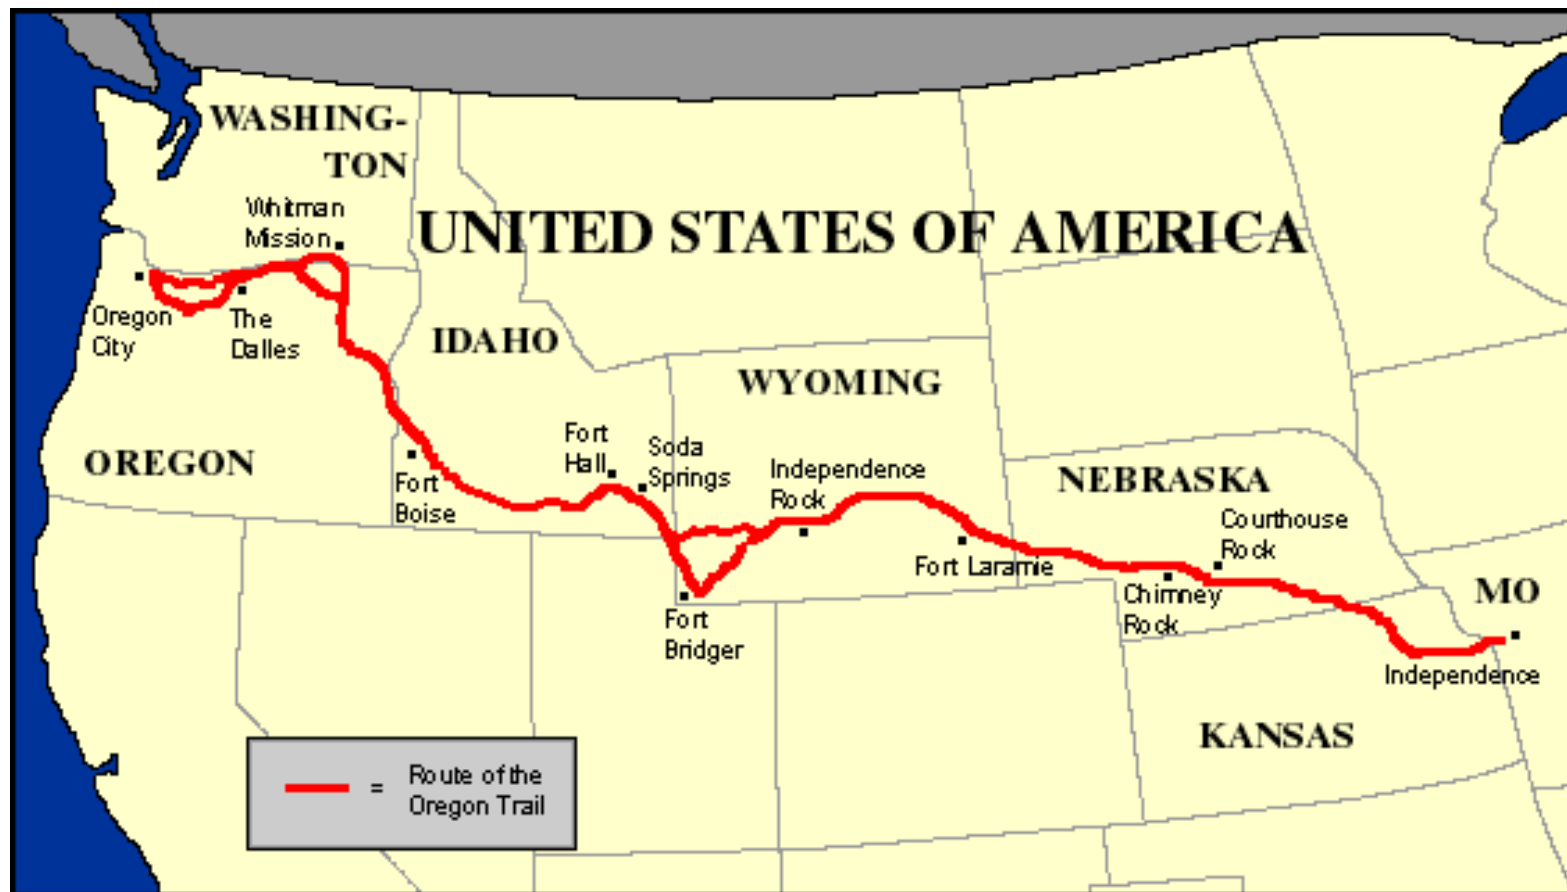 WASHING-
TON
Whitman
Mission
UNITED STATES OF AMERICA
Oregon
City
The
Dalles
IDAHO
WYOMING
OREGON
Fort
Hall
Soda
Springs
Independence
Rock
Fort
Boise
NEBRASKA
Courthouse
Rock
Fort Laramie
Chimney
Rock
MO
Fort
Bridger
Independence
KANSAS
= Route of the
Oregon Trail